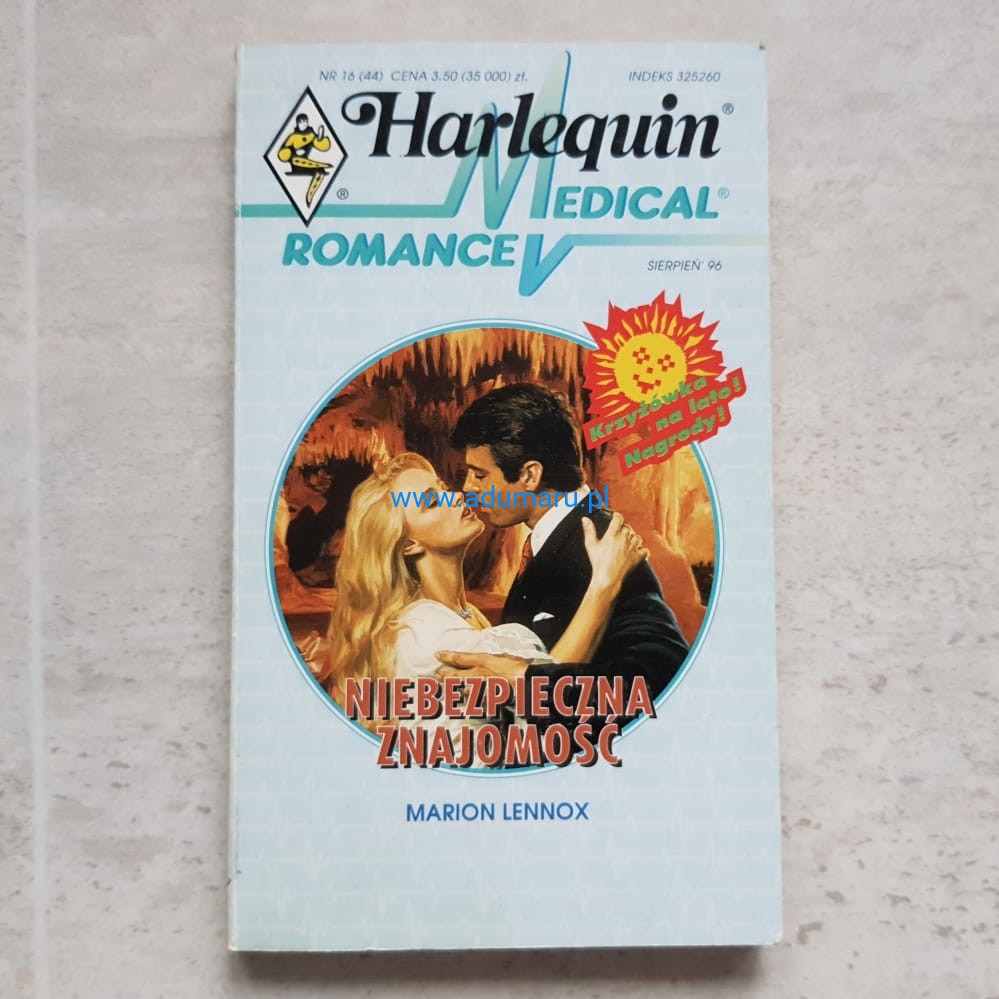 NR 16 (44) CENA 3.50 (35 000) zł.
INDEKS 325260
Harlequin®
®
MEDICAL®
ROMANCE
SIERPIEŃ' 96
Krzyżówka
na lato!
Nagrody!
www.adumaru.pl
NIEBEZPIECZNA
ZNAJOMOŚĆ
MARION LENNOX